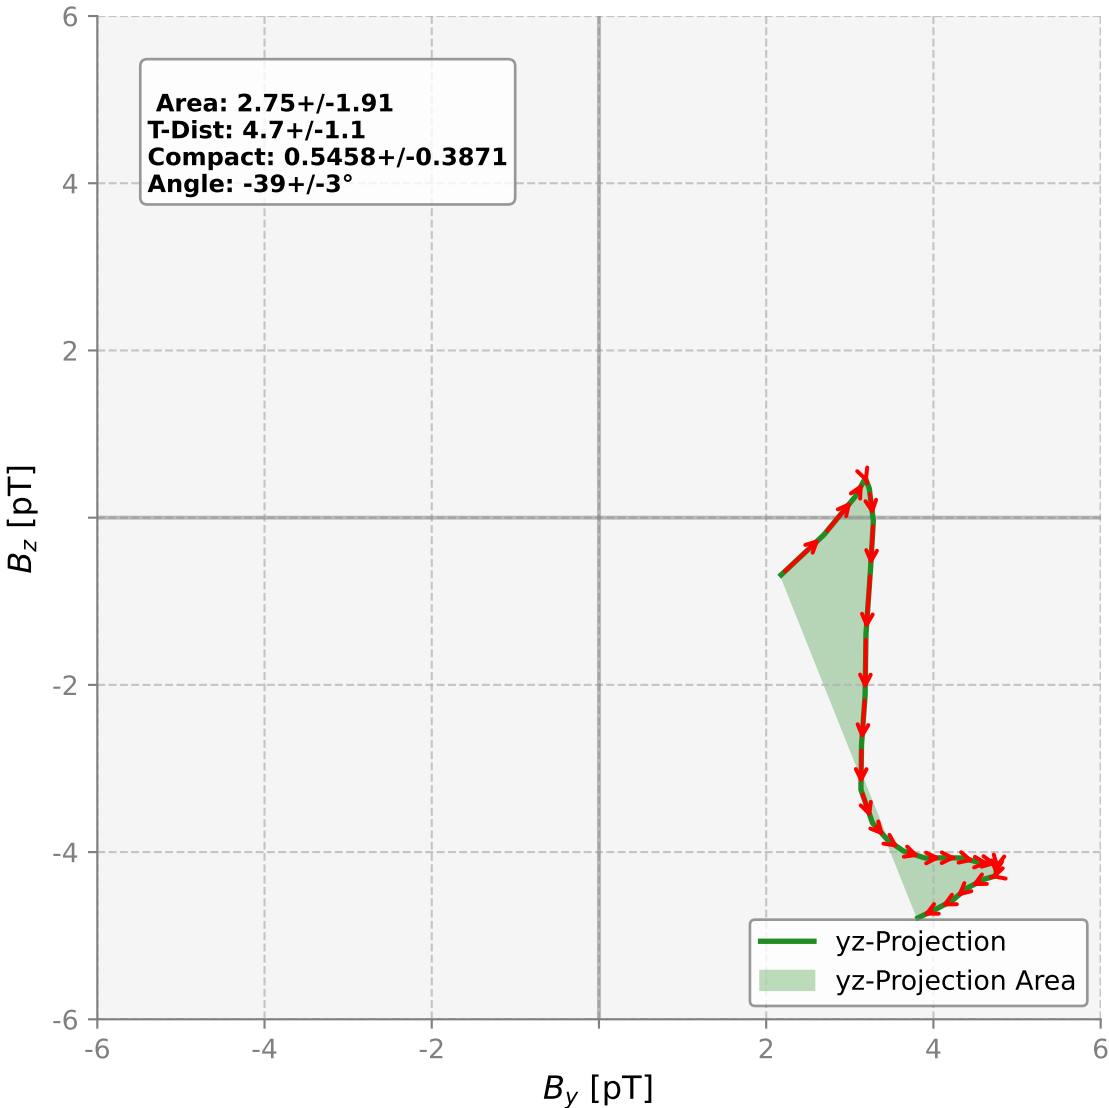 6
4
2
-2
-4
-6
-6
-4
-2
2
4
6
Area: 2.75+/-1.91
T-Dist: 4.7+/-1.1
Compact: 0.5458+/-0.3871
Angle: -39+/-3°
B_z [pT]
B_y [pT]
yz-Projection
yz-Projection Area